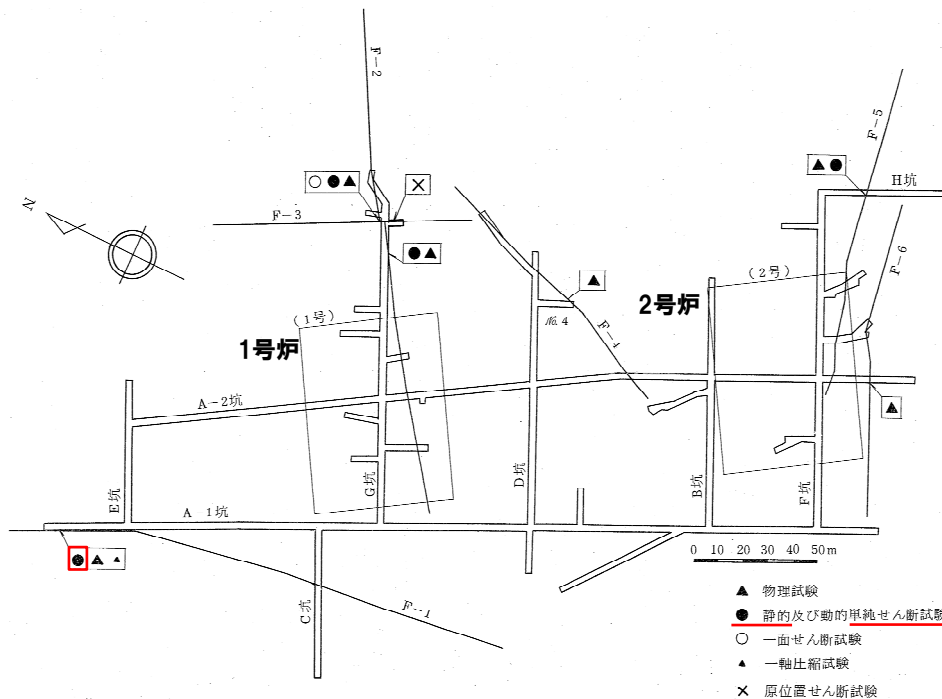 F-2
F-5
H坑
F-3
N
F-6
(2号)
2号炉
No.4
(1号)
1号炉
F-4
A-2坑
E坑
G坑
D坑
B坑
F坑
A-1坑
0 10 20 30 40 50m
C坑
F-1
▲ 物理試験
● 静的及び動的単純せん断試験
○ 一面せん断試験
▲ 一軸圧縮試験
× 原位置せん断試験